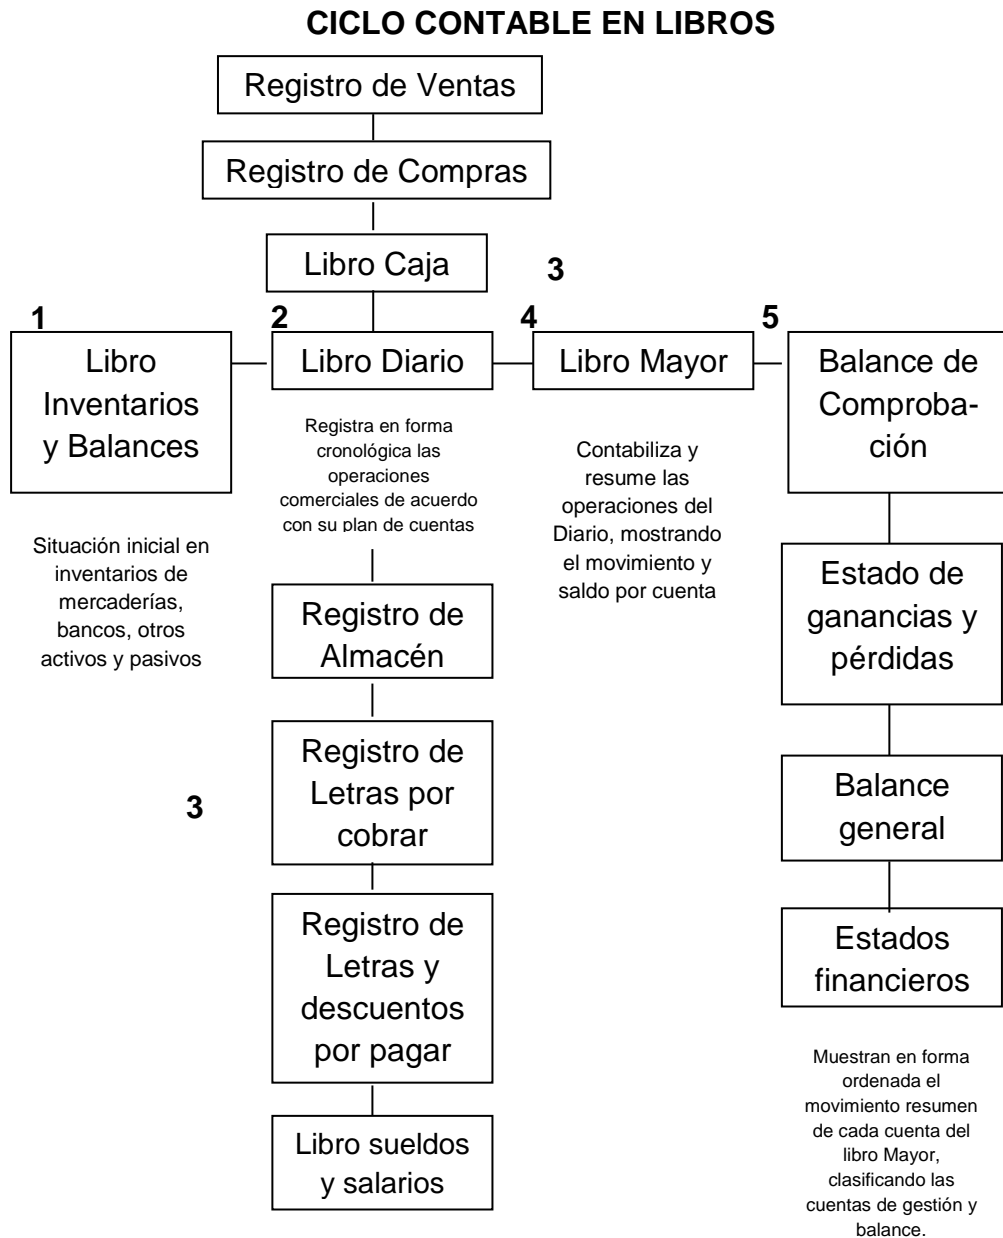 CICLO CONTABLE EN LIBROS
Registro de Ventas
Registro de Compras
Libro Caja
3
1
2
4
5
Libro
Inventarios
y Balances
Libro Diario
Libro Mayor
Balance de
Comproba-
ción
Registra en forma
cronológica las
operaciones
comerciales de acuerdo
con su plan de cuentas
Contabiliza y
resume las
operaciones del
Diario, mostrando
el movimiento y
saldo por cuenta
Situación inicial en
inventarios de
mercaderías,
bancos, otros
activos y pasivos
Registro de
Almacén
Estado de
ganancias y
pérdidas
3
Registro de
Letras por
cobrar
Balance
general
Registro de
Letras y
descuentos
por pagar
Estados
financieros
Libro sueldos
y salarios
Muestran en forma
ordenada el
movimiento resumen
de cada cuenta del
libro Mayor,
clasificando las
cuentas de gestión y
balance.